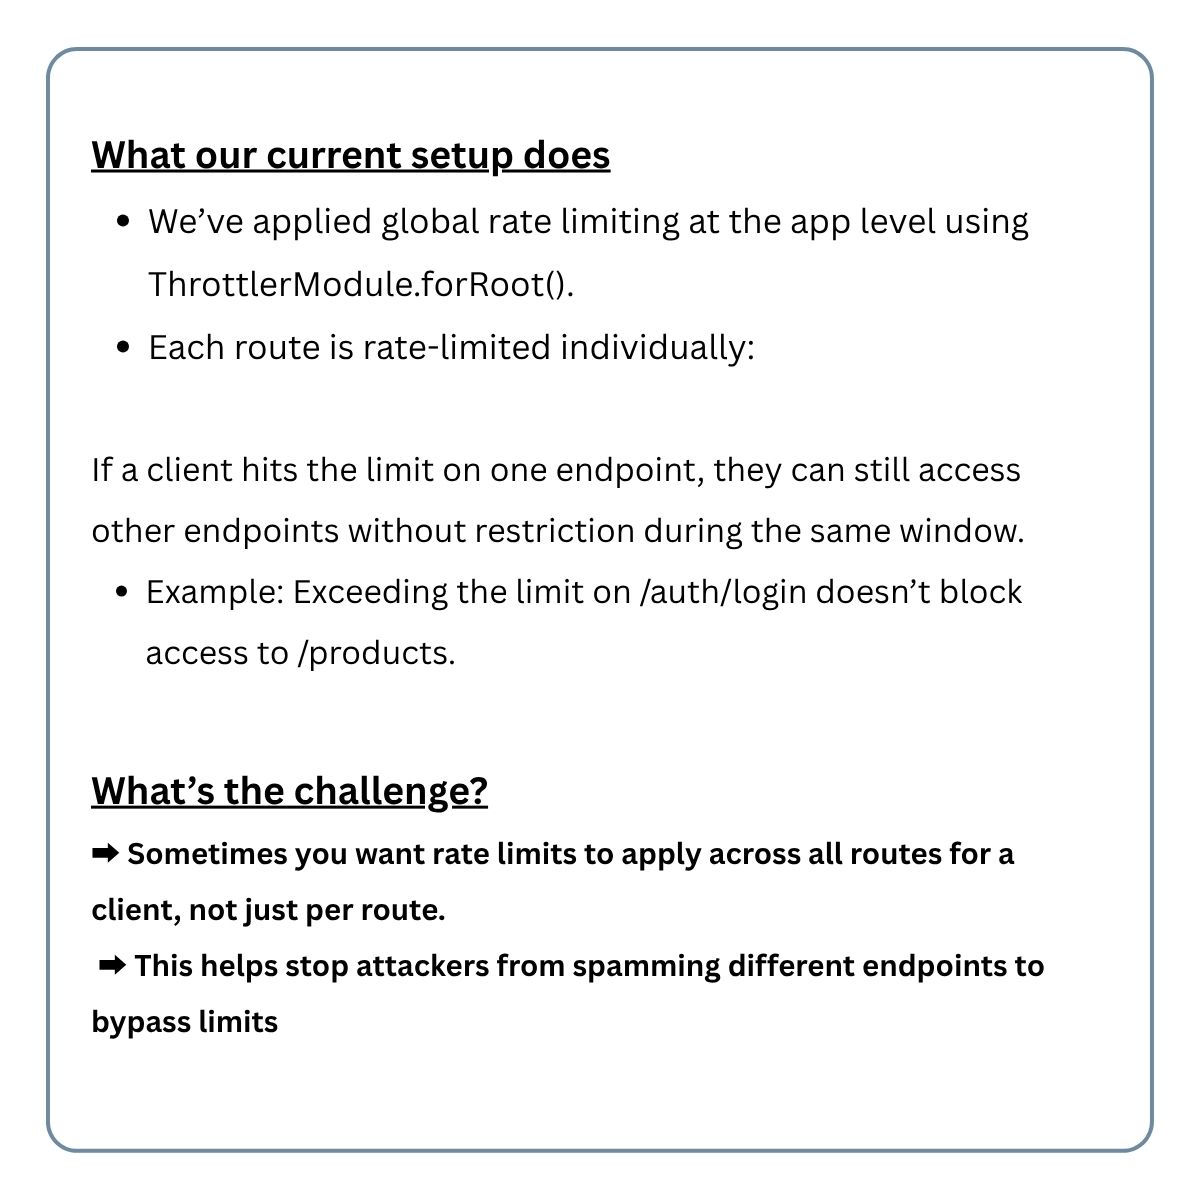 What our current setup does
• We’ve applied global rate limiting at the app level using
ThrottlerModule.forRoot().
• Each route is rate-limited individually:
If a client hits the limit on one endpoint, they can still access
other endpoints without restriction during the same window.
• Example: Exceeding the limit on /auth/login doesn’t block
access to /products.
What’s the challenge?
➡ Sometimes you want rate limits to apply across all routes for a
client, not just per route.
➡ This helps stop attackers from spamming different endpoints to
bypass limits